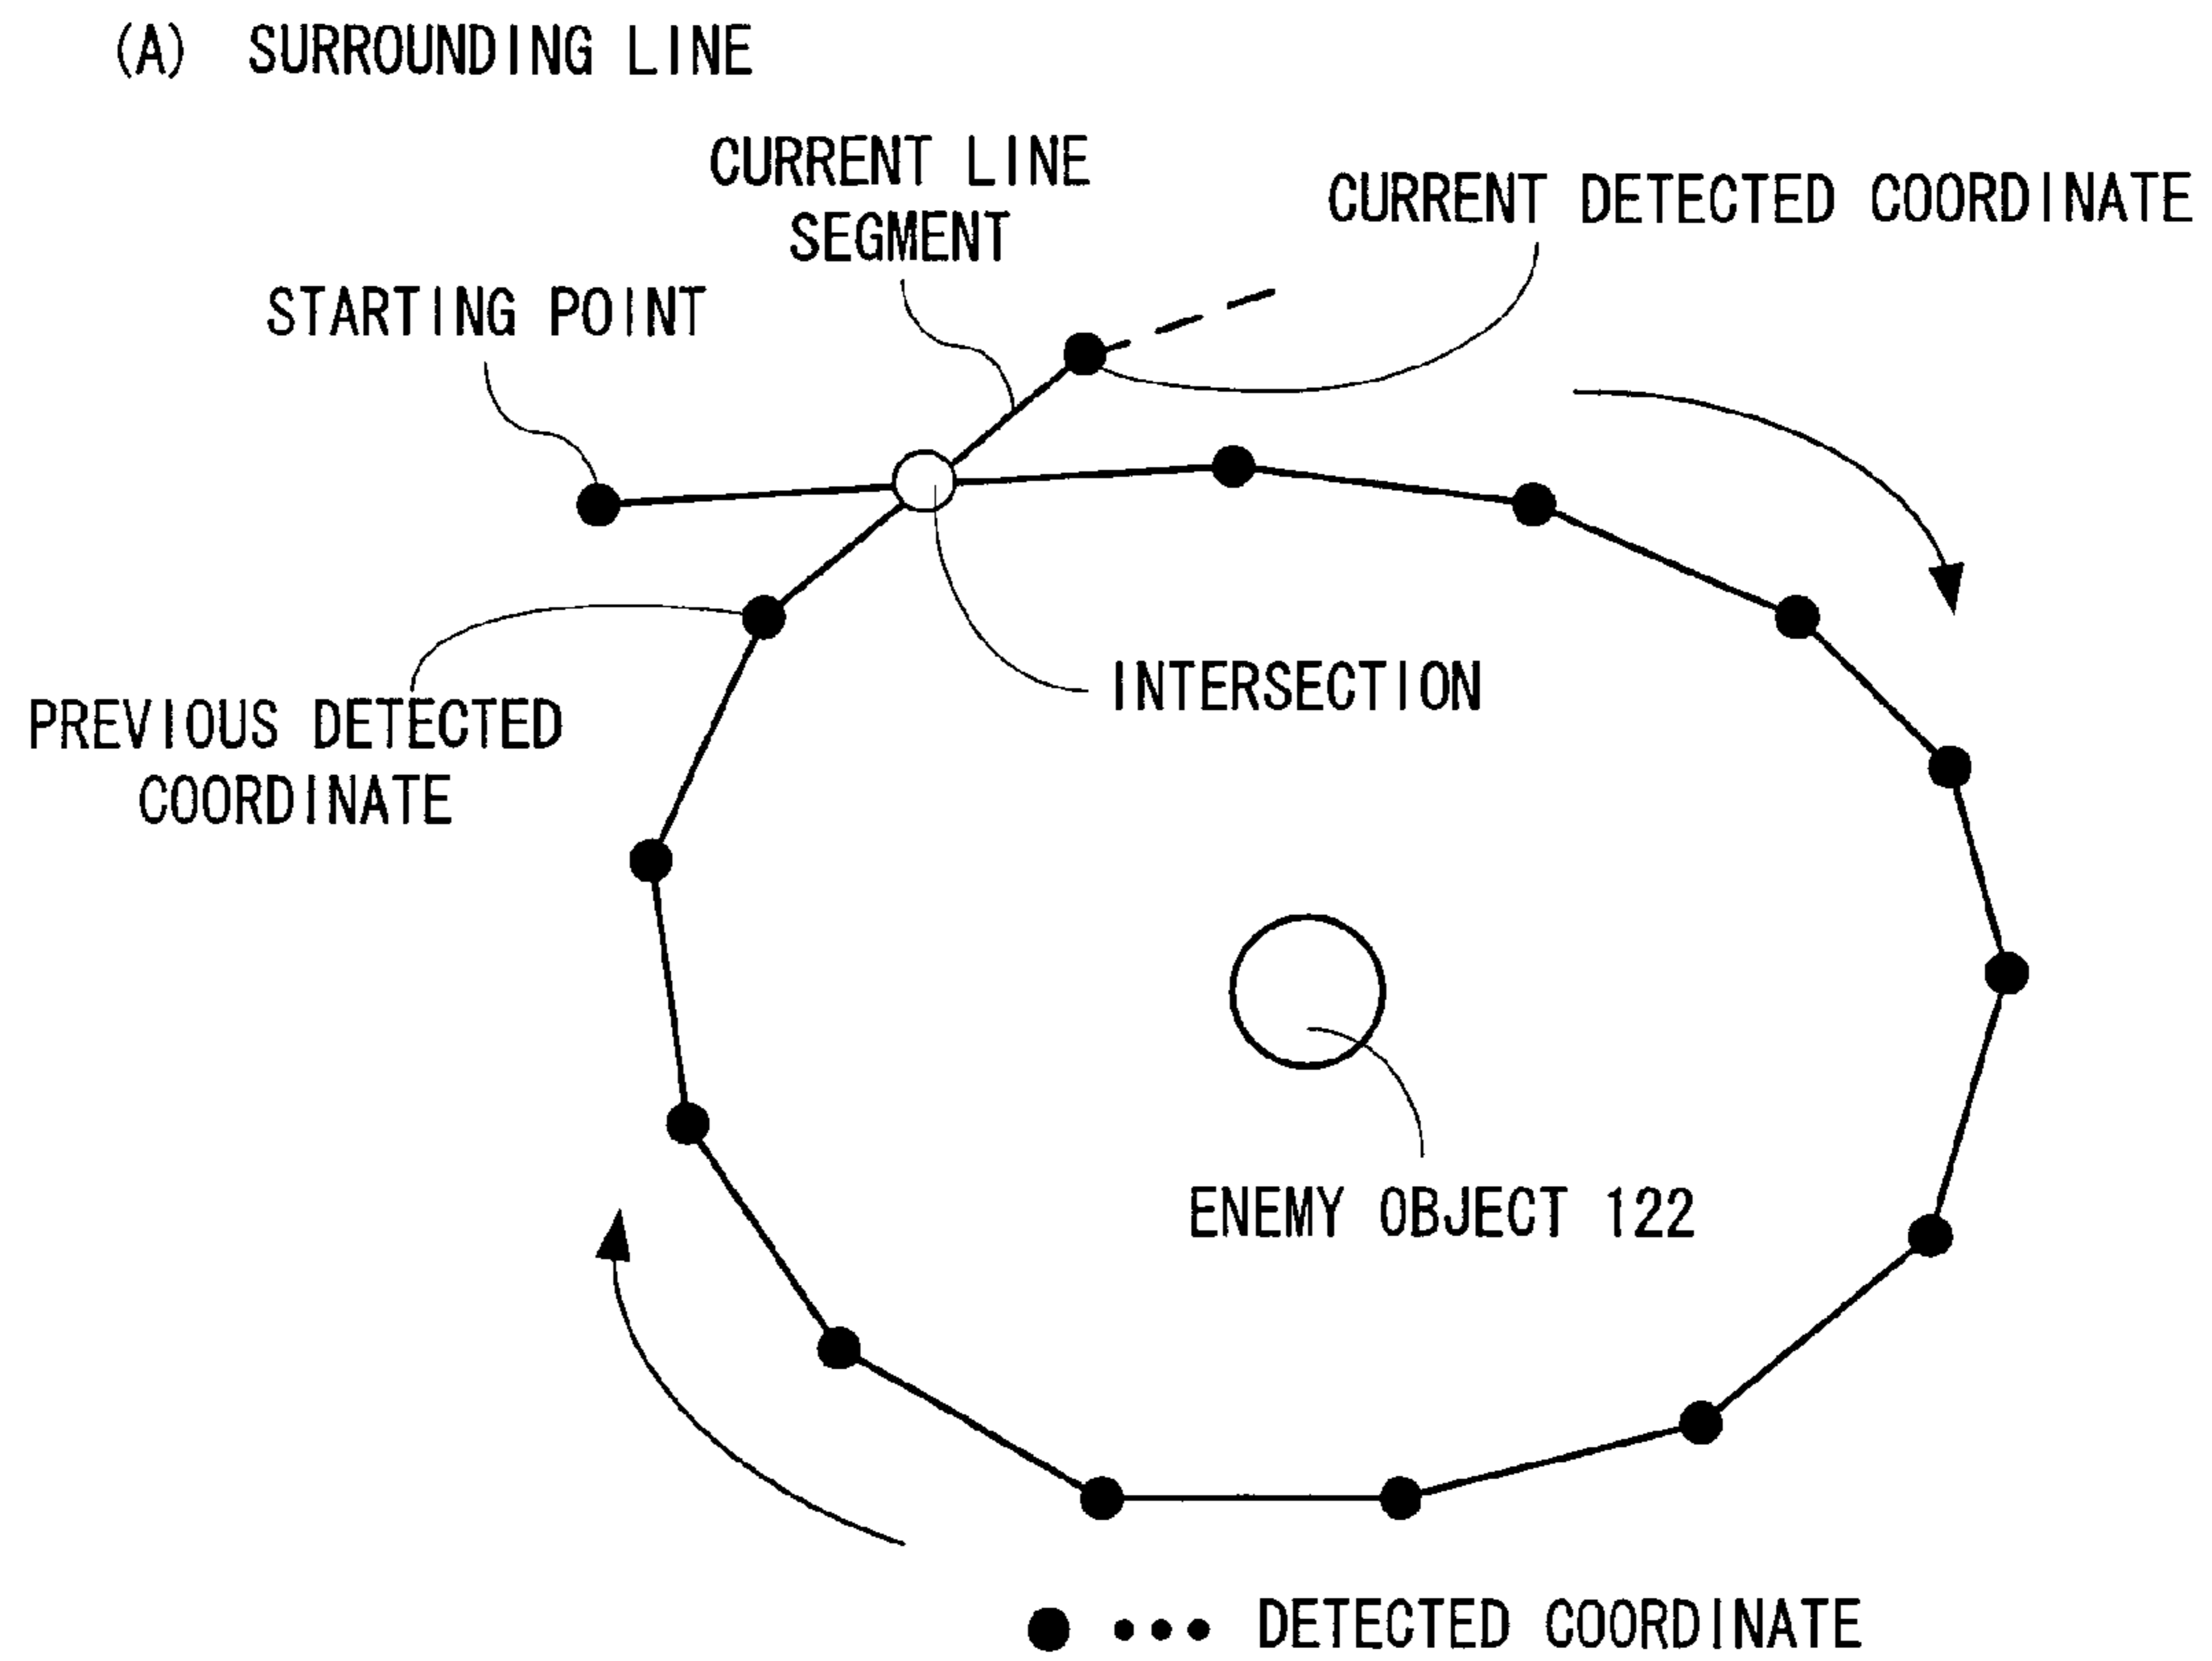 (A) SURROUNDING LINE
CURRENT LINE
SEGMENT
CURRENT DETECTED COORDINATE
STARTING POINT
INTERSECTION
PREVIOUS DETECTED
COORDINATE
ENEMY OBJECT 122
DETECTED COORDINATE